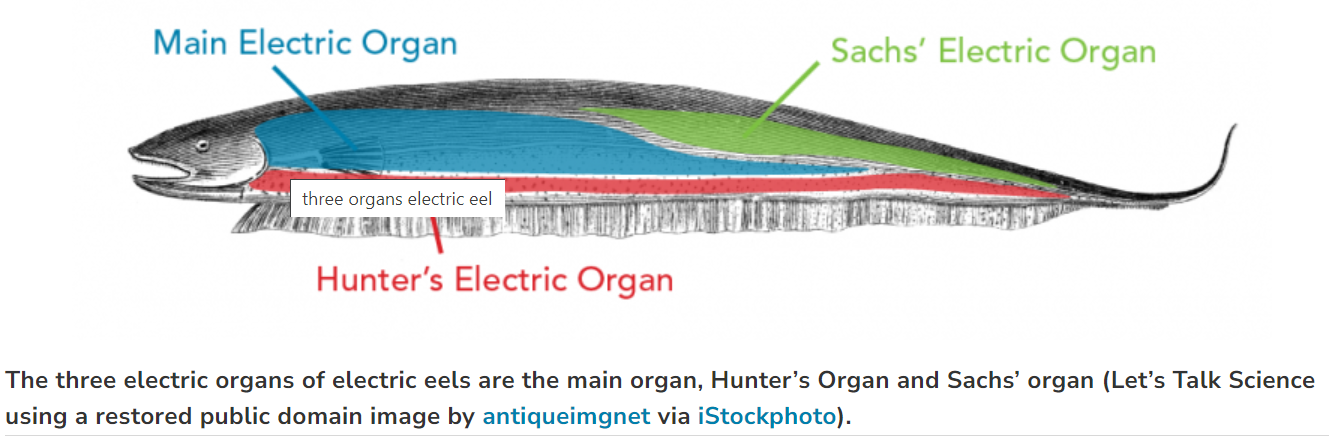 Main Electric Organ
Sachs’ Electric Organ
three organs electric eel
Hunter’s Electric Organ
The three electric organs of electric eels are the main organ, Hunter’s Organ and Sachs’ organ (Let’s Talk Science
using a restored public domain image by antiqueimgnet via iStockphoto).